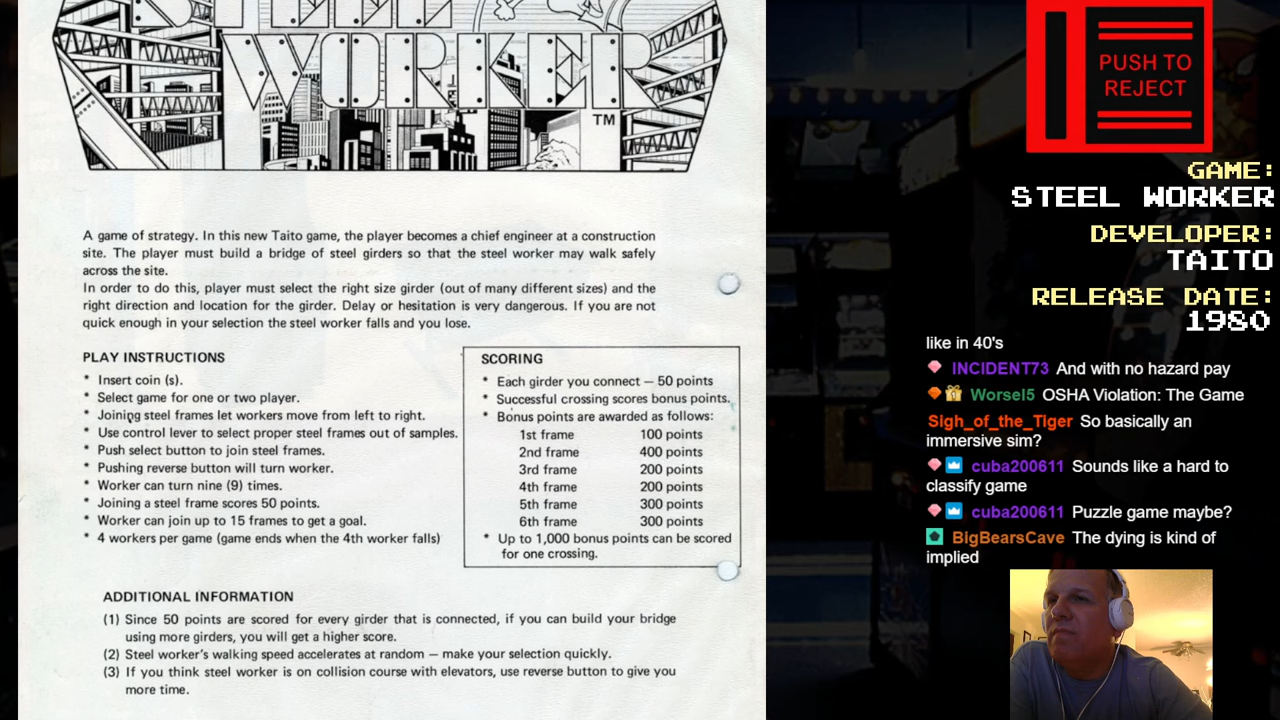 STEEL
WORKER
TM
A game of strategy. In this new Taito game, the player becomes a chief engineer at a construction
site. The player must build a bridge of steel girders so that the steel worker may walk safely
across the site.
In order to do this, player must select the right size girder (out of many different sizes) and the
right direction and location for the girder. Delay or hesitation is very dangerous. If you are not
quick enough in your selection the steel worker falls and you lose.
PLAY INSTRUCTIONS
* Insert coin (s).
* Select game for one or two player.
* Joining steel frames let workers move from left to right.
* Use control lever to select proper steel frames out of samples.
* Push select button to join steel frames.
* Pushing reverse button will turn worker.
* Worker can turn nine (9) times.
* Joining a steel frame scores 50 points.
* Worker can join up to 15 frames to get a goal.
* 4 workers per game (game ends when the 4th worker falls)
SCORING
* Each girder you connect — 50 points
* Successful crossing scores bonus points.
* Bonus points are awarded as follows:
1st frame 100 points
2nd frame 400 points
3rd frame 200 points
4th frame 200 points
5th frame 300 points
6th frame 300 points
* Up to 1,000 bonus points can be scored
for one crossing.
ADDITIONAL INFORMATION
(1) Since 50 points are scored for every girder that is connected, if you can build your bridge
using more girders, you will get a higher score.
(2) Steel worker's walking speed accelerates at random — make your selection quickly.
(3) If you think steel worker is on collision course with elevators, use reverse button to give you
more time.
PUSH TO
REJECT
GAME:
STEEL WORKER
DEVELOPER:
TAITO
RELEASE DATE:
1980
like in 40's
INCIDENT73 And with no hazard pay
Worsel5 OSHA Violation: The Game
Sigh_of_the_Tiger So basically an
immersive sim?
cuba200611 Sounds like a hard to
classify game
cuba200611 Puzzle game maybe?
BigBearsCave The dying is kind of
implied